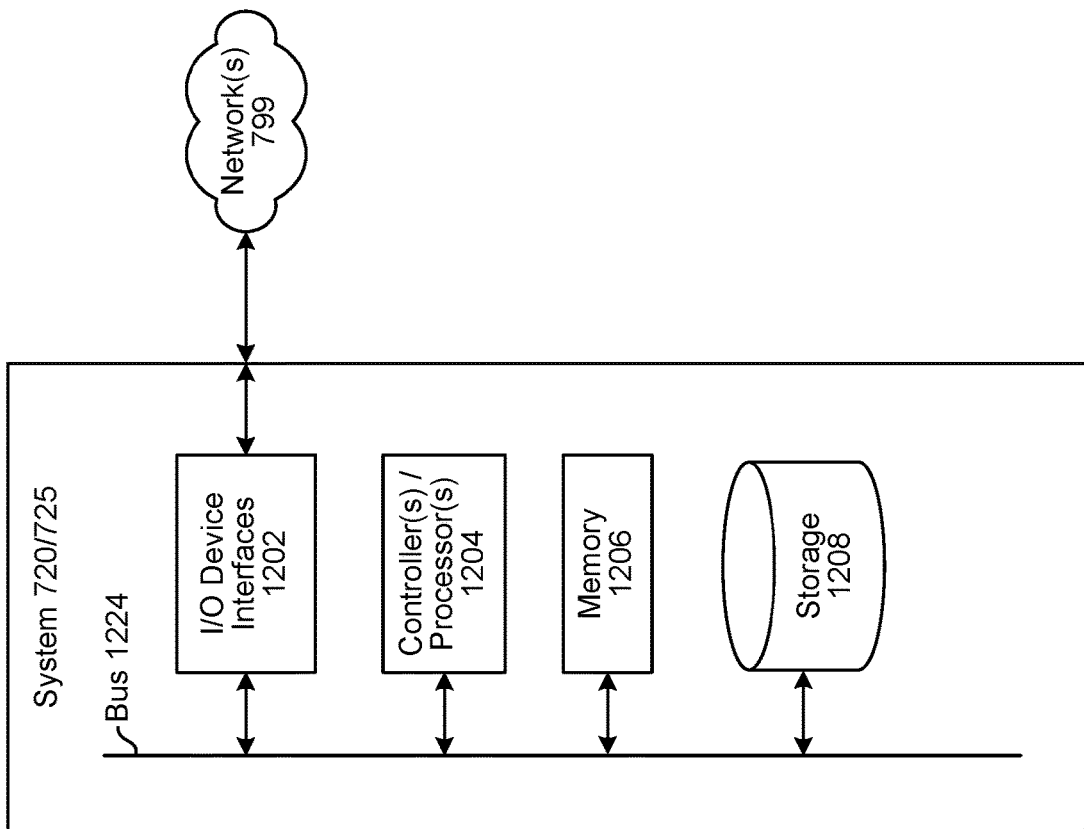 System 720/725
Bus 1224
I/O Device
Interfaces
1202
Controller(s) /
Processor(s)
1204
Memory
1206
Storage
1208
Network(s)
799